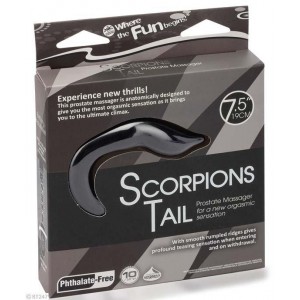 Where
the Fun begins
Experience new thrills!
This prostate massager is anatomically designed to
give you the most orgasmic sensation as it brings
you to the ultimate climax.
7.5"
19CM
SCORPIONS
TAIL
Prostate Massager
for a new orgasmic
sensation
With smooth rumpled ridges gives
profound teasing sensation when entering
and on withdrawal.
Phthalate-Free
10